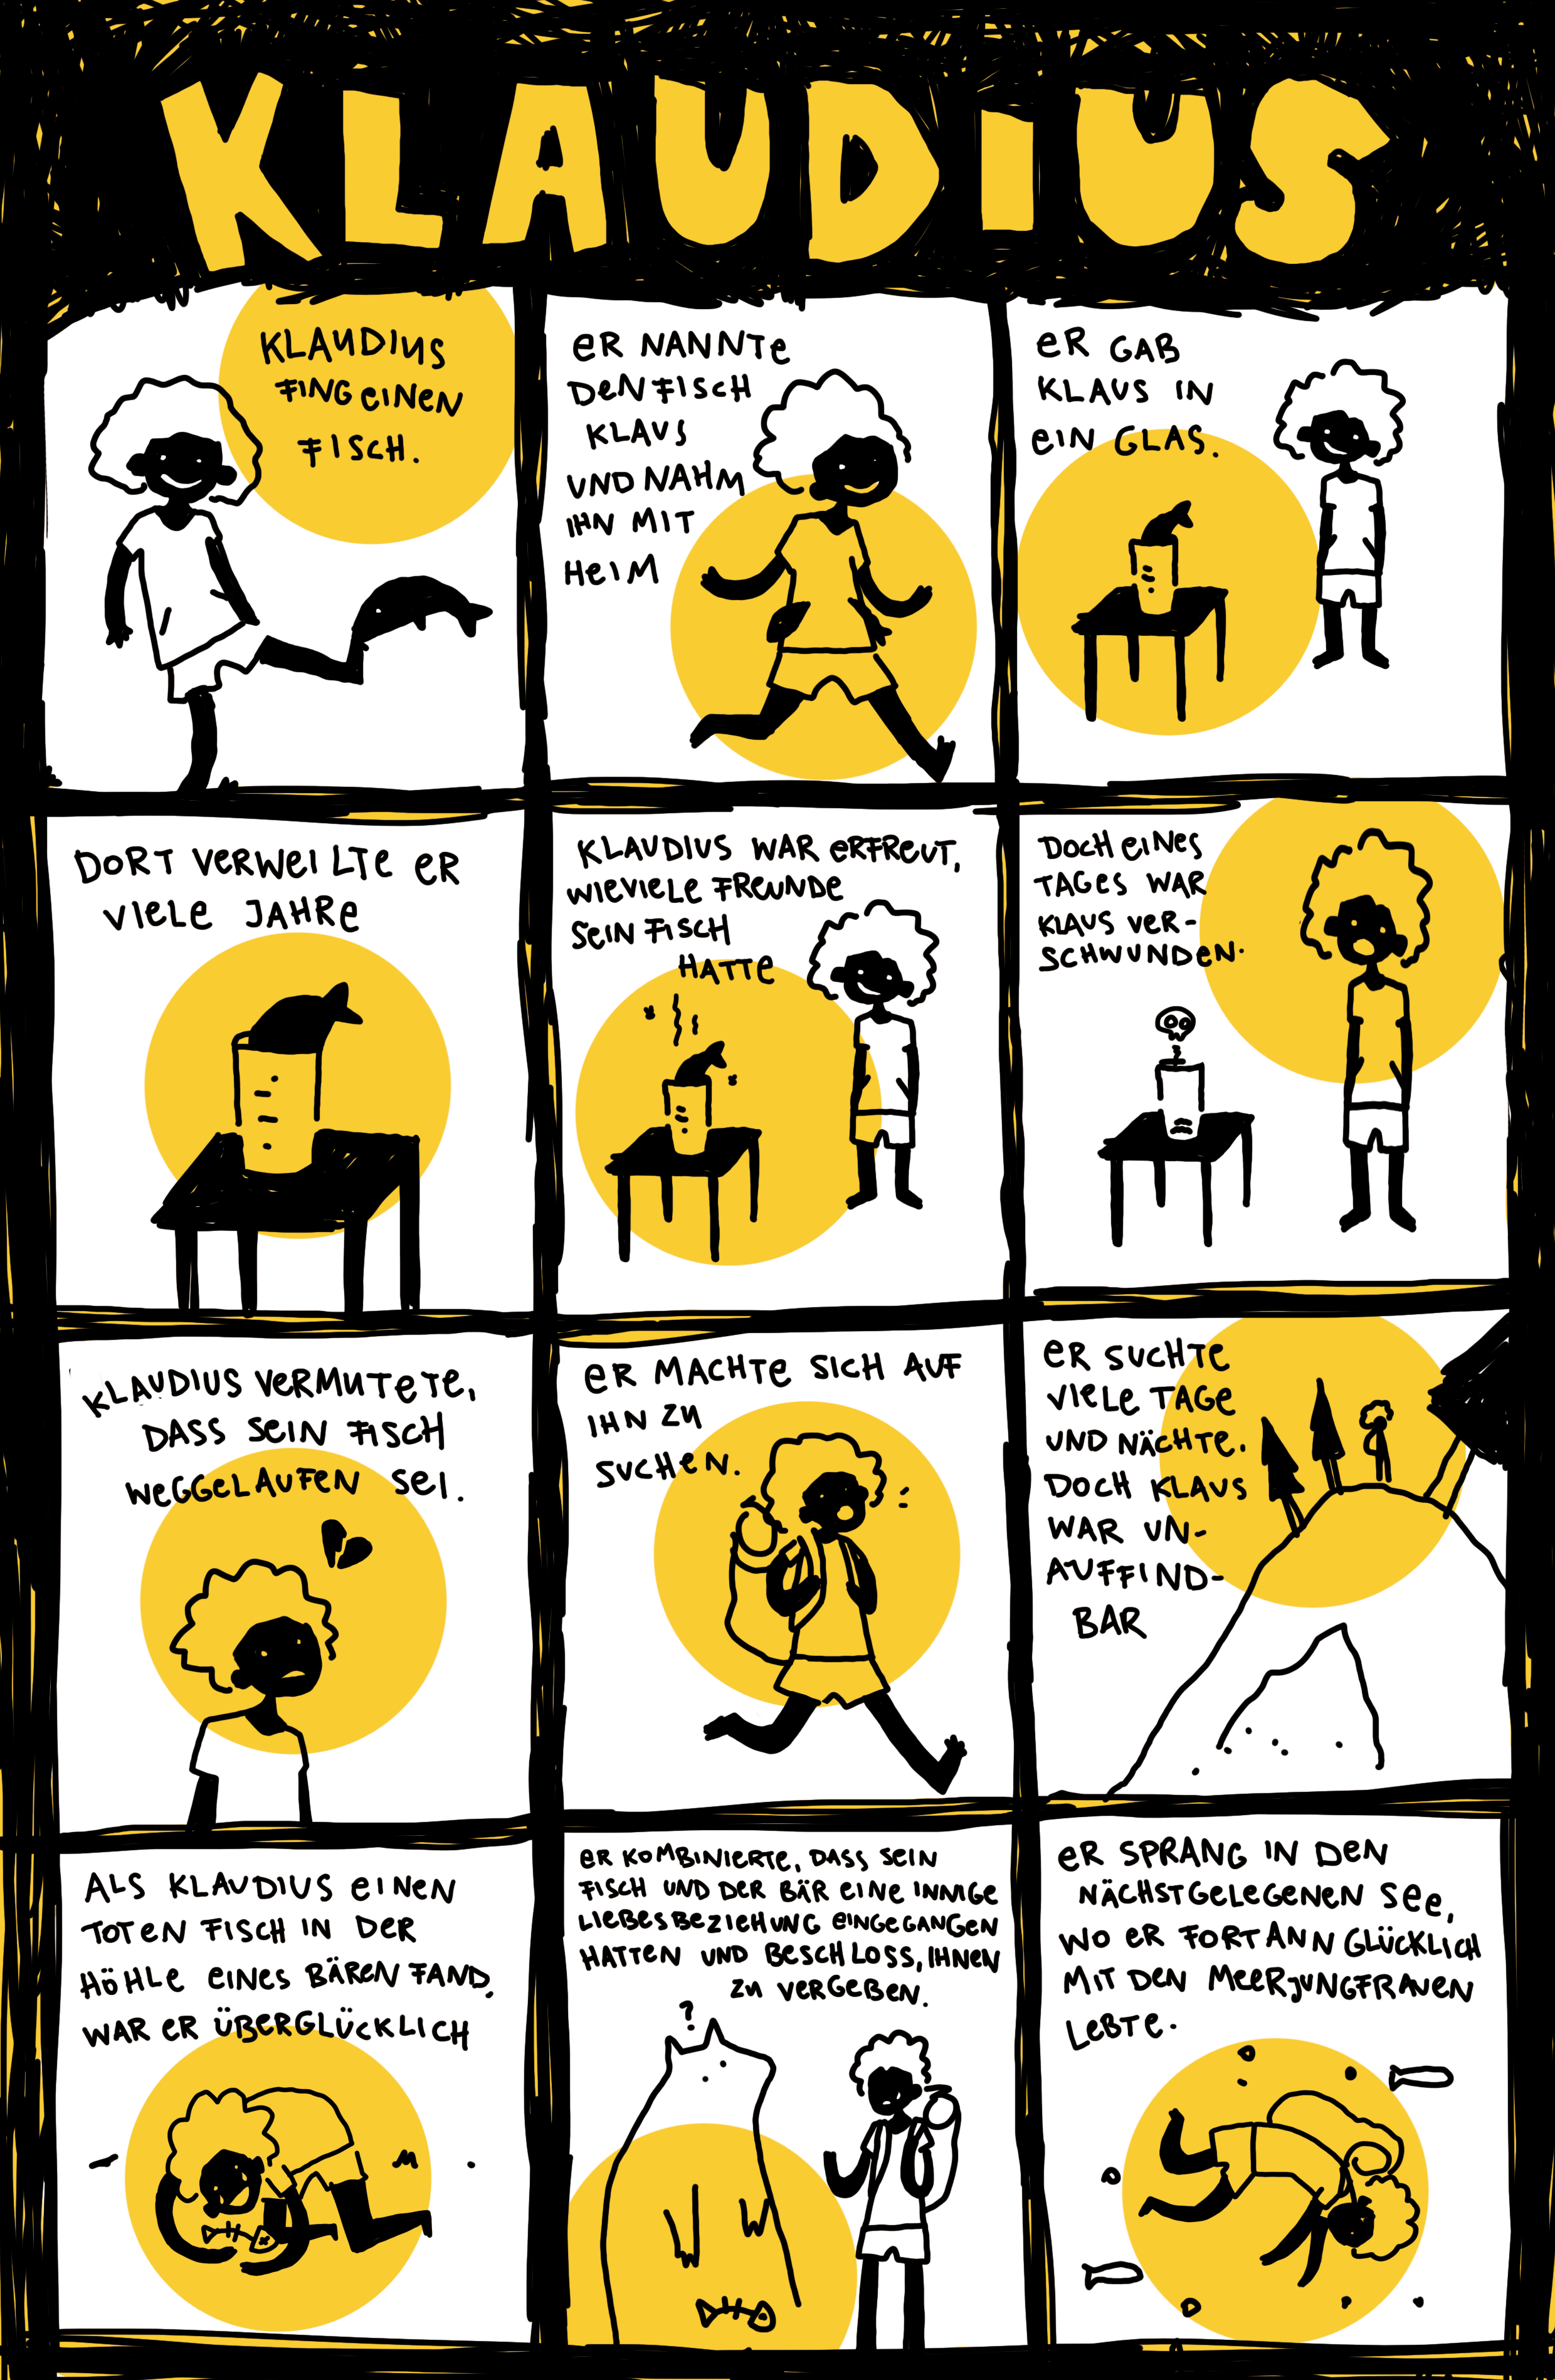 KLAUDIUS
KLAUDIUS
FING EINEN
FISCH.
ER NANNTE
DEN FISCH
KLAUS
UND NAHM
IHN MIT
HEIM
ER GAB
KLAUS IN
EIN GLAS.
DORT VERWEILTE ER
VIELE JAHRE
KLAUDIUS WAR ERFREUT,
WIEVIELE FREUNDE
SEIN FISCH
HATTE
DOCH EINES
TAGES WAR
KLAUS VER-
SCHWUNDEN.
KLAUDIUS VERMUTETE,
DASS SEIN FISCH
WEGGELAUFEN SEI.
ER MACHTE SICH AUF
IHN ZU
SUCHEN.
ER SUCHTE
VIELE TAGE
UND NÄCHTE.
DOCH KLAUS
WAR UN-
AUFFIND-
BAR
ALS KLAUDIUS EINEN
TOTEN FISCH IN DER
HÖHLE EINES BÄREN FAND,
WAR ER ÜBERGLÜCKLICH
ER KOMBINIERTE, DASS SEIN
FISCH UND DER BÄR EINE INNIGE
LIEBESBEZIEHUNG EINGEGANGEN
HATTEN UND BESCHLOSS, IHNEN
ZU VERGEBEN.
?
ER SPRANG IN DEN
NÄCHSTGELEGENEN SEE,
WO ER FORTANN GLÜCKLICH
MIT DEN MEERJUNGFRAUEN
LEBTE.